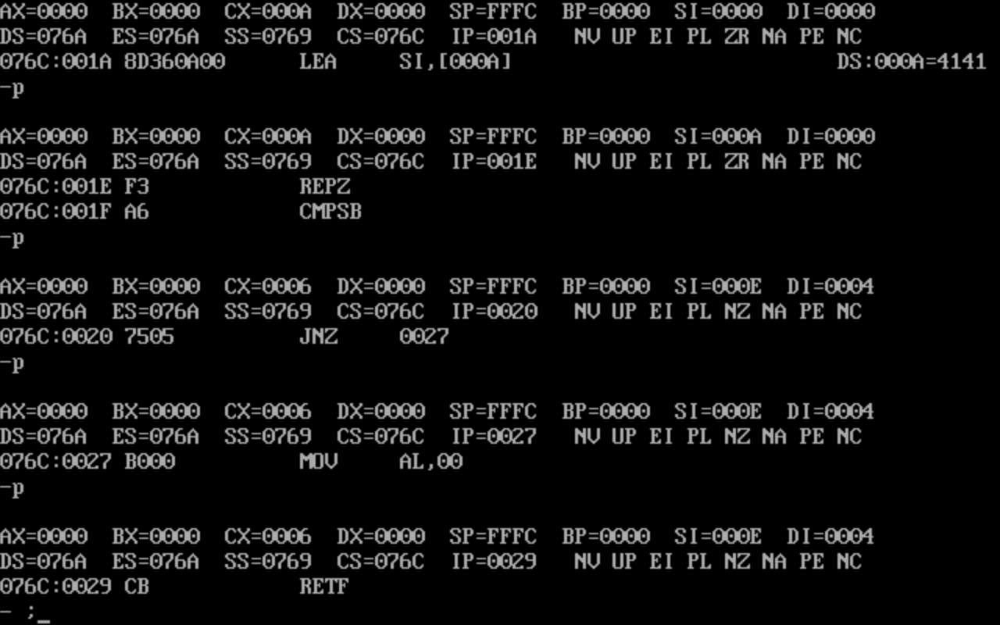 AX=0000  BX=0000  CX=000A  DX=0000  SP=FFFC  BP=0000  SI=0000  DI=0000
DS=076A  ES=076A  SS=0769  CS=076C  IP=001A   NV UP EI PL ZR NA PE NC
076C:001A 8D360A00      LEA     SI,[000A]                          DS:000A=4141
-p
AX=0000  BX=0000  CX=000A  DX=0000  SP=FFFC  BP=0000  SI=000A  DI=0000
DS=076A  ES=076A  SS=0769  CS=076C  IP=001E   NV UP EI PL ZR NA PE NC
076C:001E F3            REPZ
076C:001F A6            CMPSB
-p
AX=0000  BX=0000  CX=0006  DX=0000  SP=FFFC  BP=0000  SI=000E  DI=0004
DS=076A  ES=076A  SS=0769  CS=076C  IP=0020   NV UP EI PL NZ NA PE NC
076C:0020 7505          JNZ     0027
-p
AX=0000  BX=0000  CX=0006  DX=0000  SP=FFFC  BP=0000  SI=000E  DI=0004
DS=076A  ES=076A  SS=0769  CS=076C  IP=0027   NV UP EI PL NZ NA PE NC
076C:0027 B000          MOV     AL,00
-p
AX=0000  BX=0000  CX=0006  DX=0000  SP=FFFC  BP=0000  SI=000E  DI=0004
DS=076A  ES=076A  SS=0769  CS=076C  IP=0029   NV UP EI PL NZ NA PE NC
076C:0029 CB            RETF
- ;_